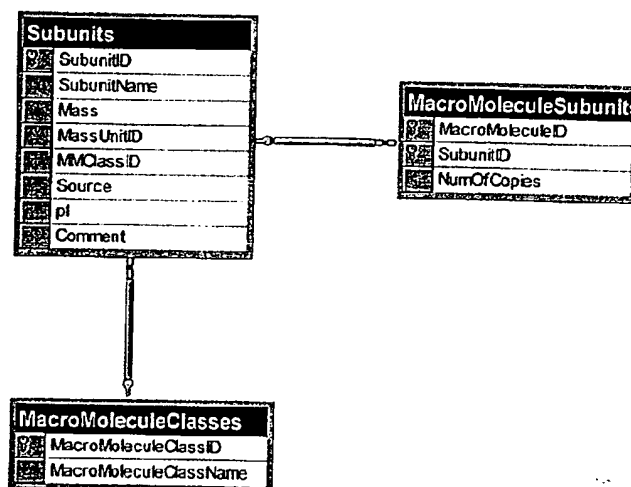 Subunits
SubunitID
SubunitName
Mass
MassUnitID
MMClassID
Source
pI
Comment
MacroMoleculeSubunits
MacroMoleculeID
SubunitID
NumOfCopies
MacroMoleculeClasses
MacroMoleculeClassID
MacroMoleculeClassName